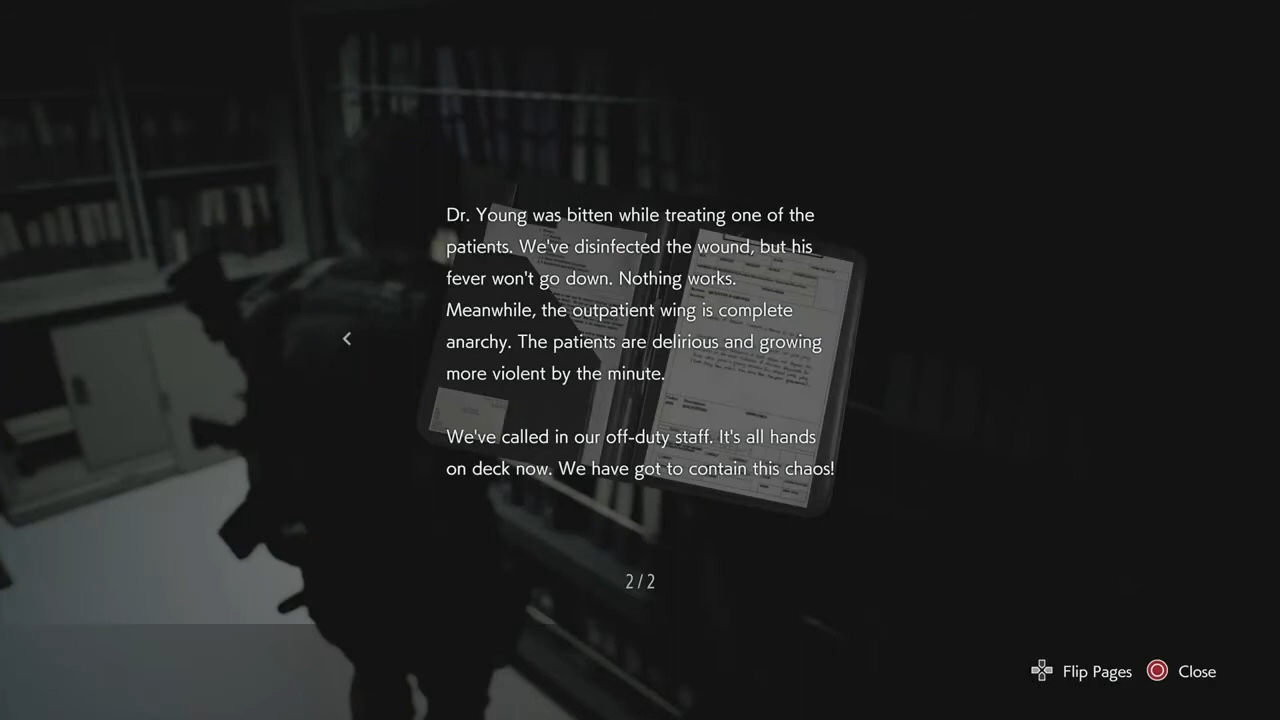 Dr. Young was bitten while treating one of the
patients. We've disinfected the wound, but his
fever won't go down. Nothing works.
Meanwhile, the outpatient wing is complete
anarchy. The patients are delirious and growing
more violent by the minute.
We've called in our off-duty staff. It's all hands
on deck now. We have got to contain this chaos!
2/2
Flip Pages
Close